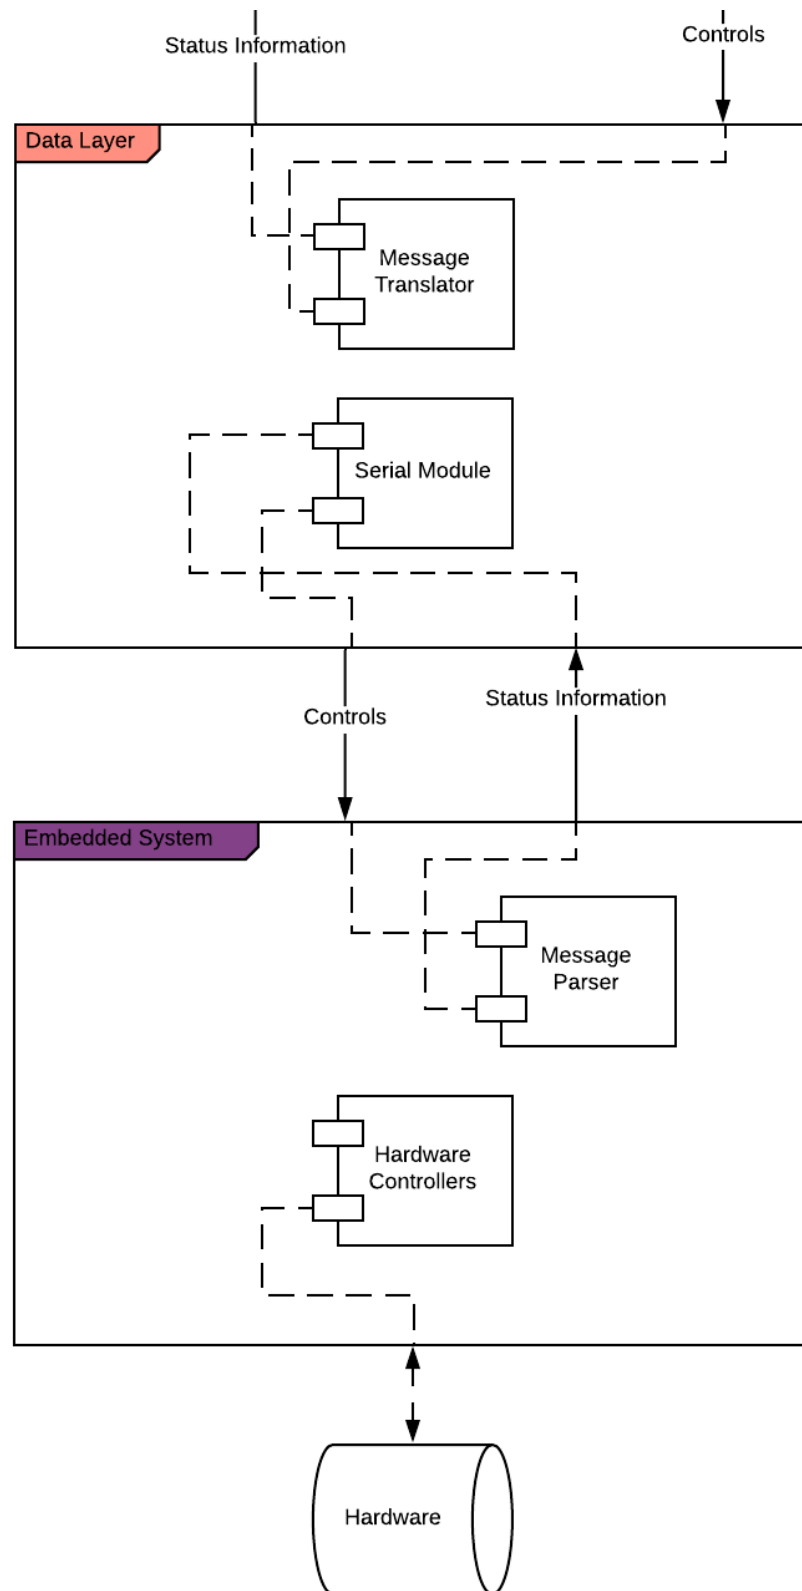 Status Information
Controls
Data Layer
Message
Translator
Serial Module
Controls
Status Information
Embedded System
Message
Parser
Hardware
Controllers
Hardware